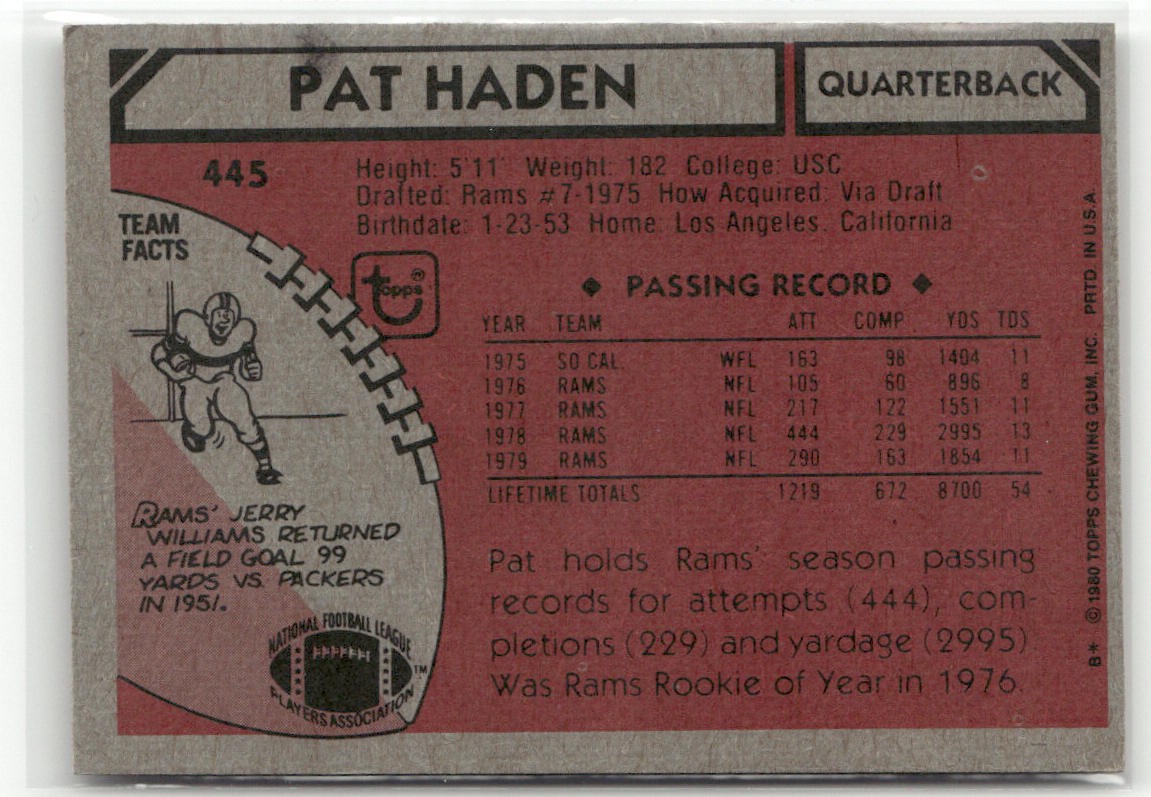 PAT HADEN
QUARTERBACK
445
Height: 5'11" Weight: 182 College: USC
Drafted: Rams #7-1975 How Acquired: Via Draft
Birthdate: 1-23-53 Home: Los Angeles, California
TEAM
FACTS
topps®
◆ PASSING RECORD ◆
YEAR TEAM ATT COMP. YDS TDS
1975 SO CAL. WFL 163 98 1404 11
1976 RAMS NFL 105 60 896 8
1977 RAMS NFL 217 122 1551 11
1978 RAMS NFL 444 229 2995 13
1979 RAMS NFL 290 163 1854 11
LIFETIME TOTALS 1219 672 8700 54
RAMS' JERRY
WILLIAMS RETURNED
A FIELD GOAL 99
YARDS VS. PACKERS
IN 1951.
NATIONAL FOOTBALL LEAGUE
PLAYERS ASSOCIATION
™
Pat holds Rams' season passing
records for attempts (444), com-
pletions (229) and yardage (2995)
Was Rams Rookie of Year in 1976.
B* © 1980 TOPPS CHEWING GUM, INC. PRTD. IN U.S.A.